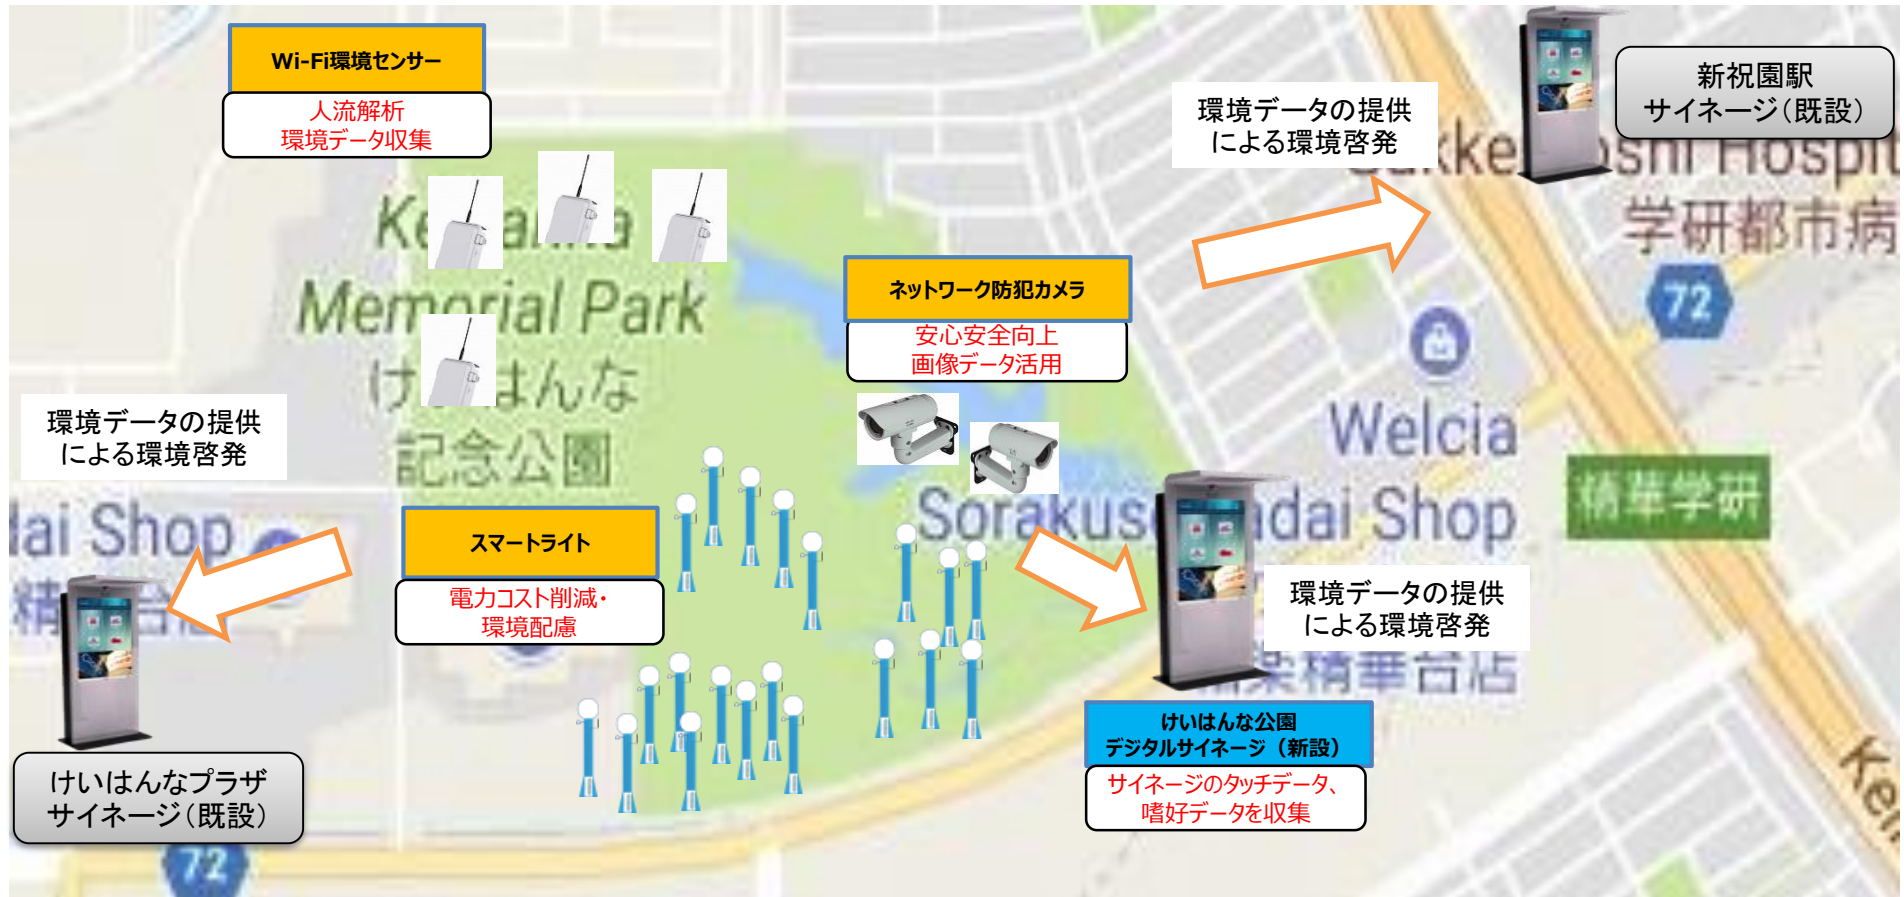 Wi-Fi環境センサー
人流解析
環境データ収集
新祝園駅
サイネージ（既設）
環境データの提供
による環境啓発
学研都市病
72
Memorial Park
記念公園
ネットワーク防犯カメラ
安心安全向上
画像データ活用
Welcia
Shop
精華学研
環境データの提供
による環境啓発
dai Shop
スマートライト
電力コスト削減・
環境配慮
環境データの提供
による環境啓発
精華台店
けいはんな公園
デジタルサイネージ（新設）
サイネージのタッチデータ、
嗜好データを収集
けいはんなプラザ
サイネージ（既設）
72
Kei